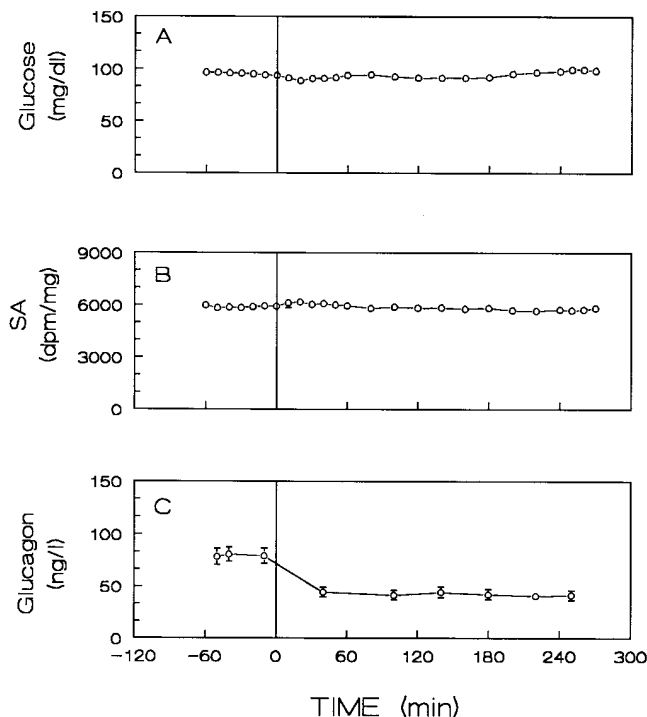 A
Glucose
(mg/dl)
150
100
50
0
B
SA
(dpm/mg)
9000
6000
3000
0
C
Glucagon
(ng/l)
150
100
50
0
−120 −60 0 60 120 180 240 300
TIME (min)